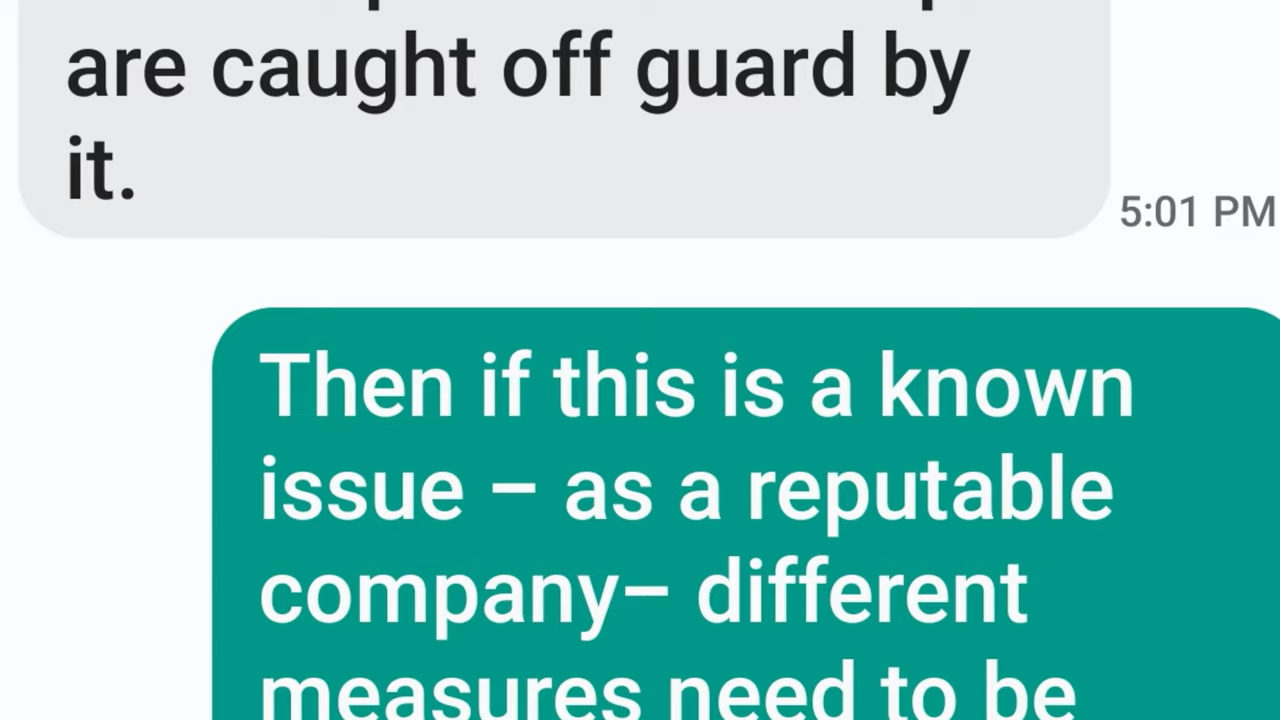 are caught off guard by
it.
5:01 PM
Then if this is a known
issue – as a reputable
company– different
measures need to be